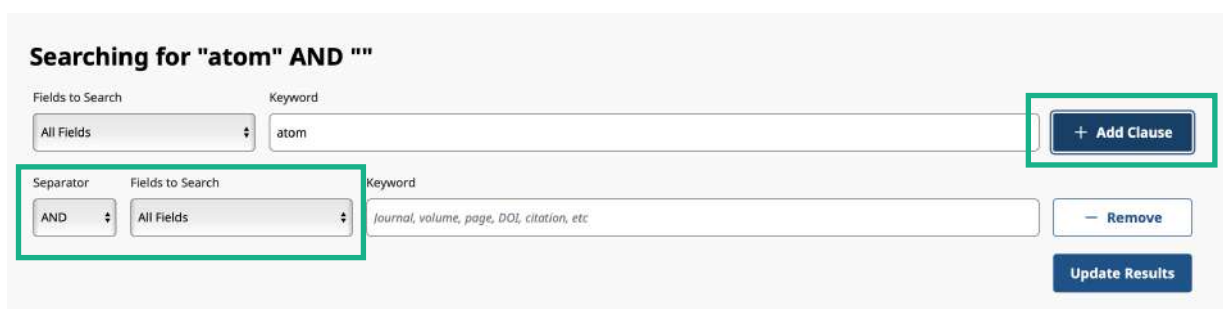 Searching for "atom" AND ""
Fields to Search Keyword
All Fields atom + Add Clause
Separator Fields to Search Keyword
AND All Fields Journal, volume, page, DOI, citation, etc − Remove
Update Results